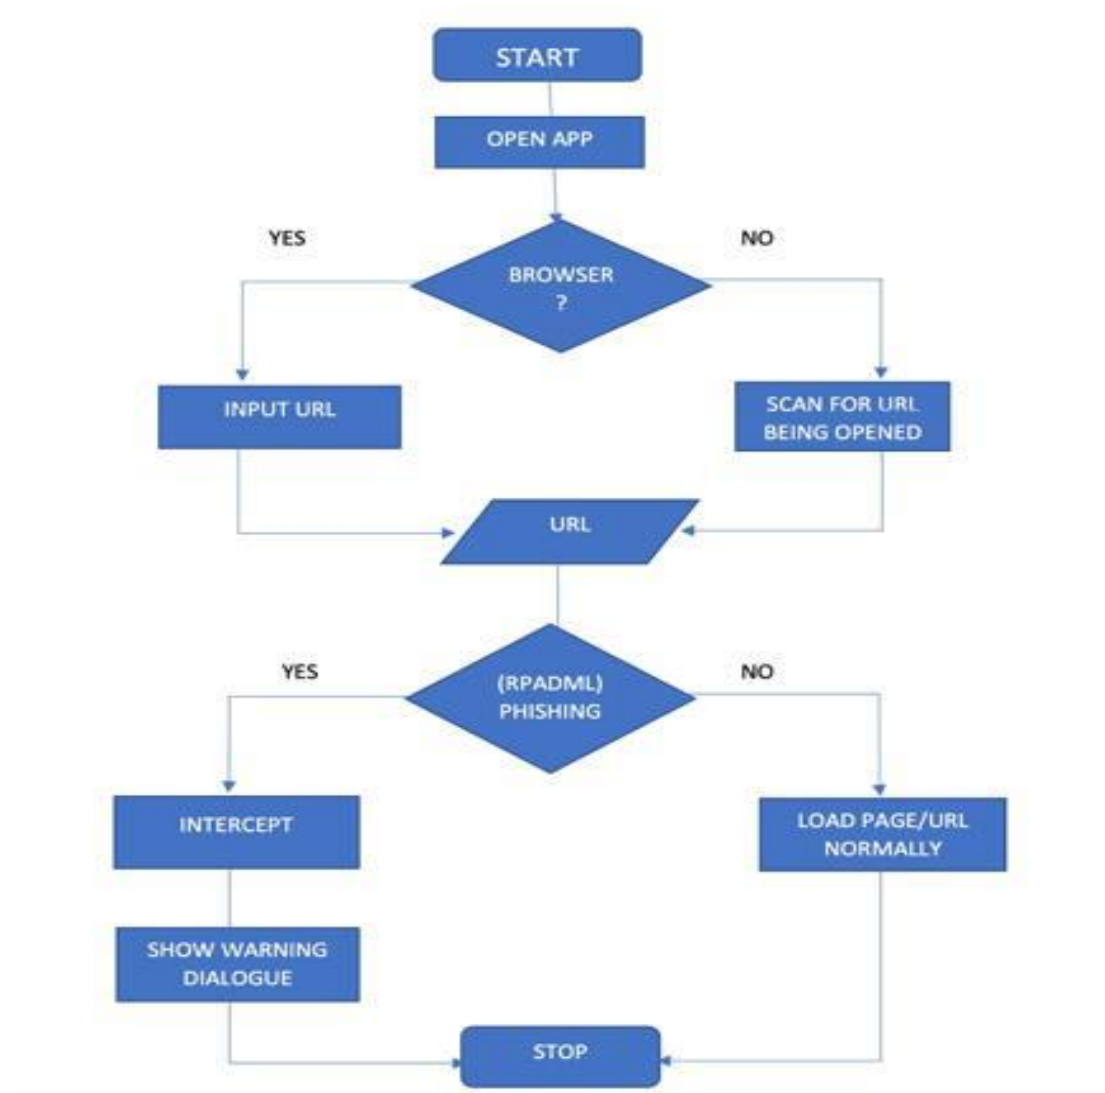 START
OPEN APP
YES
NO
BROWSER
?
INPUT URL
SCAN FOR URL
BEING OPENED
URL
YES
NO
(RPADML)
PHISHING
INTERCEPT
LOAD PAGE/URL
NORMALLY
SHOW WARNING
DIALOGUE
STOP